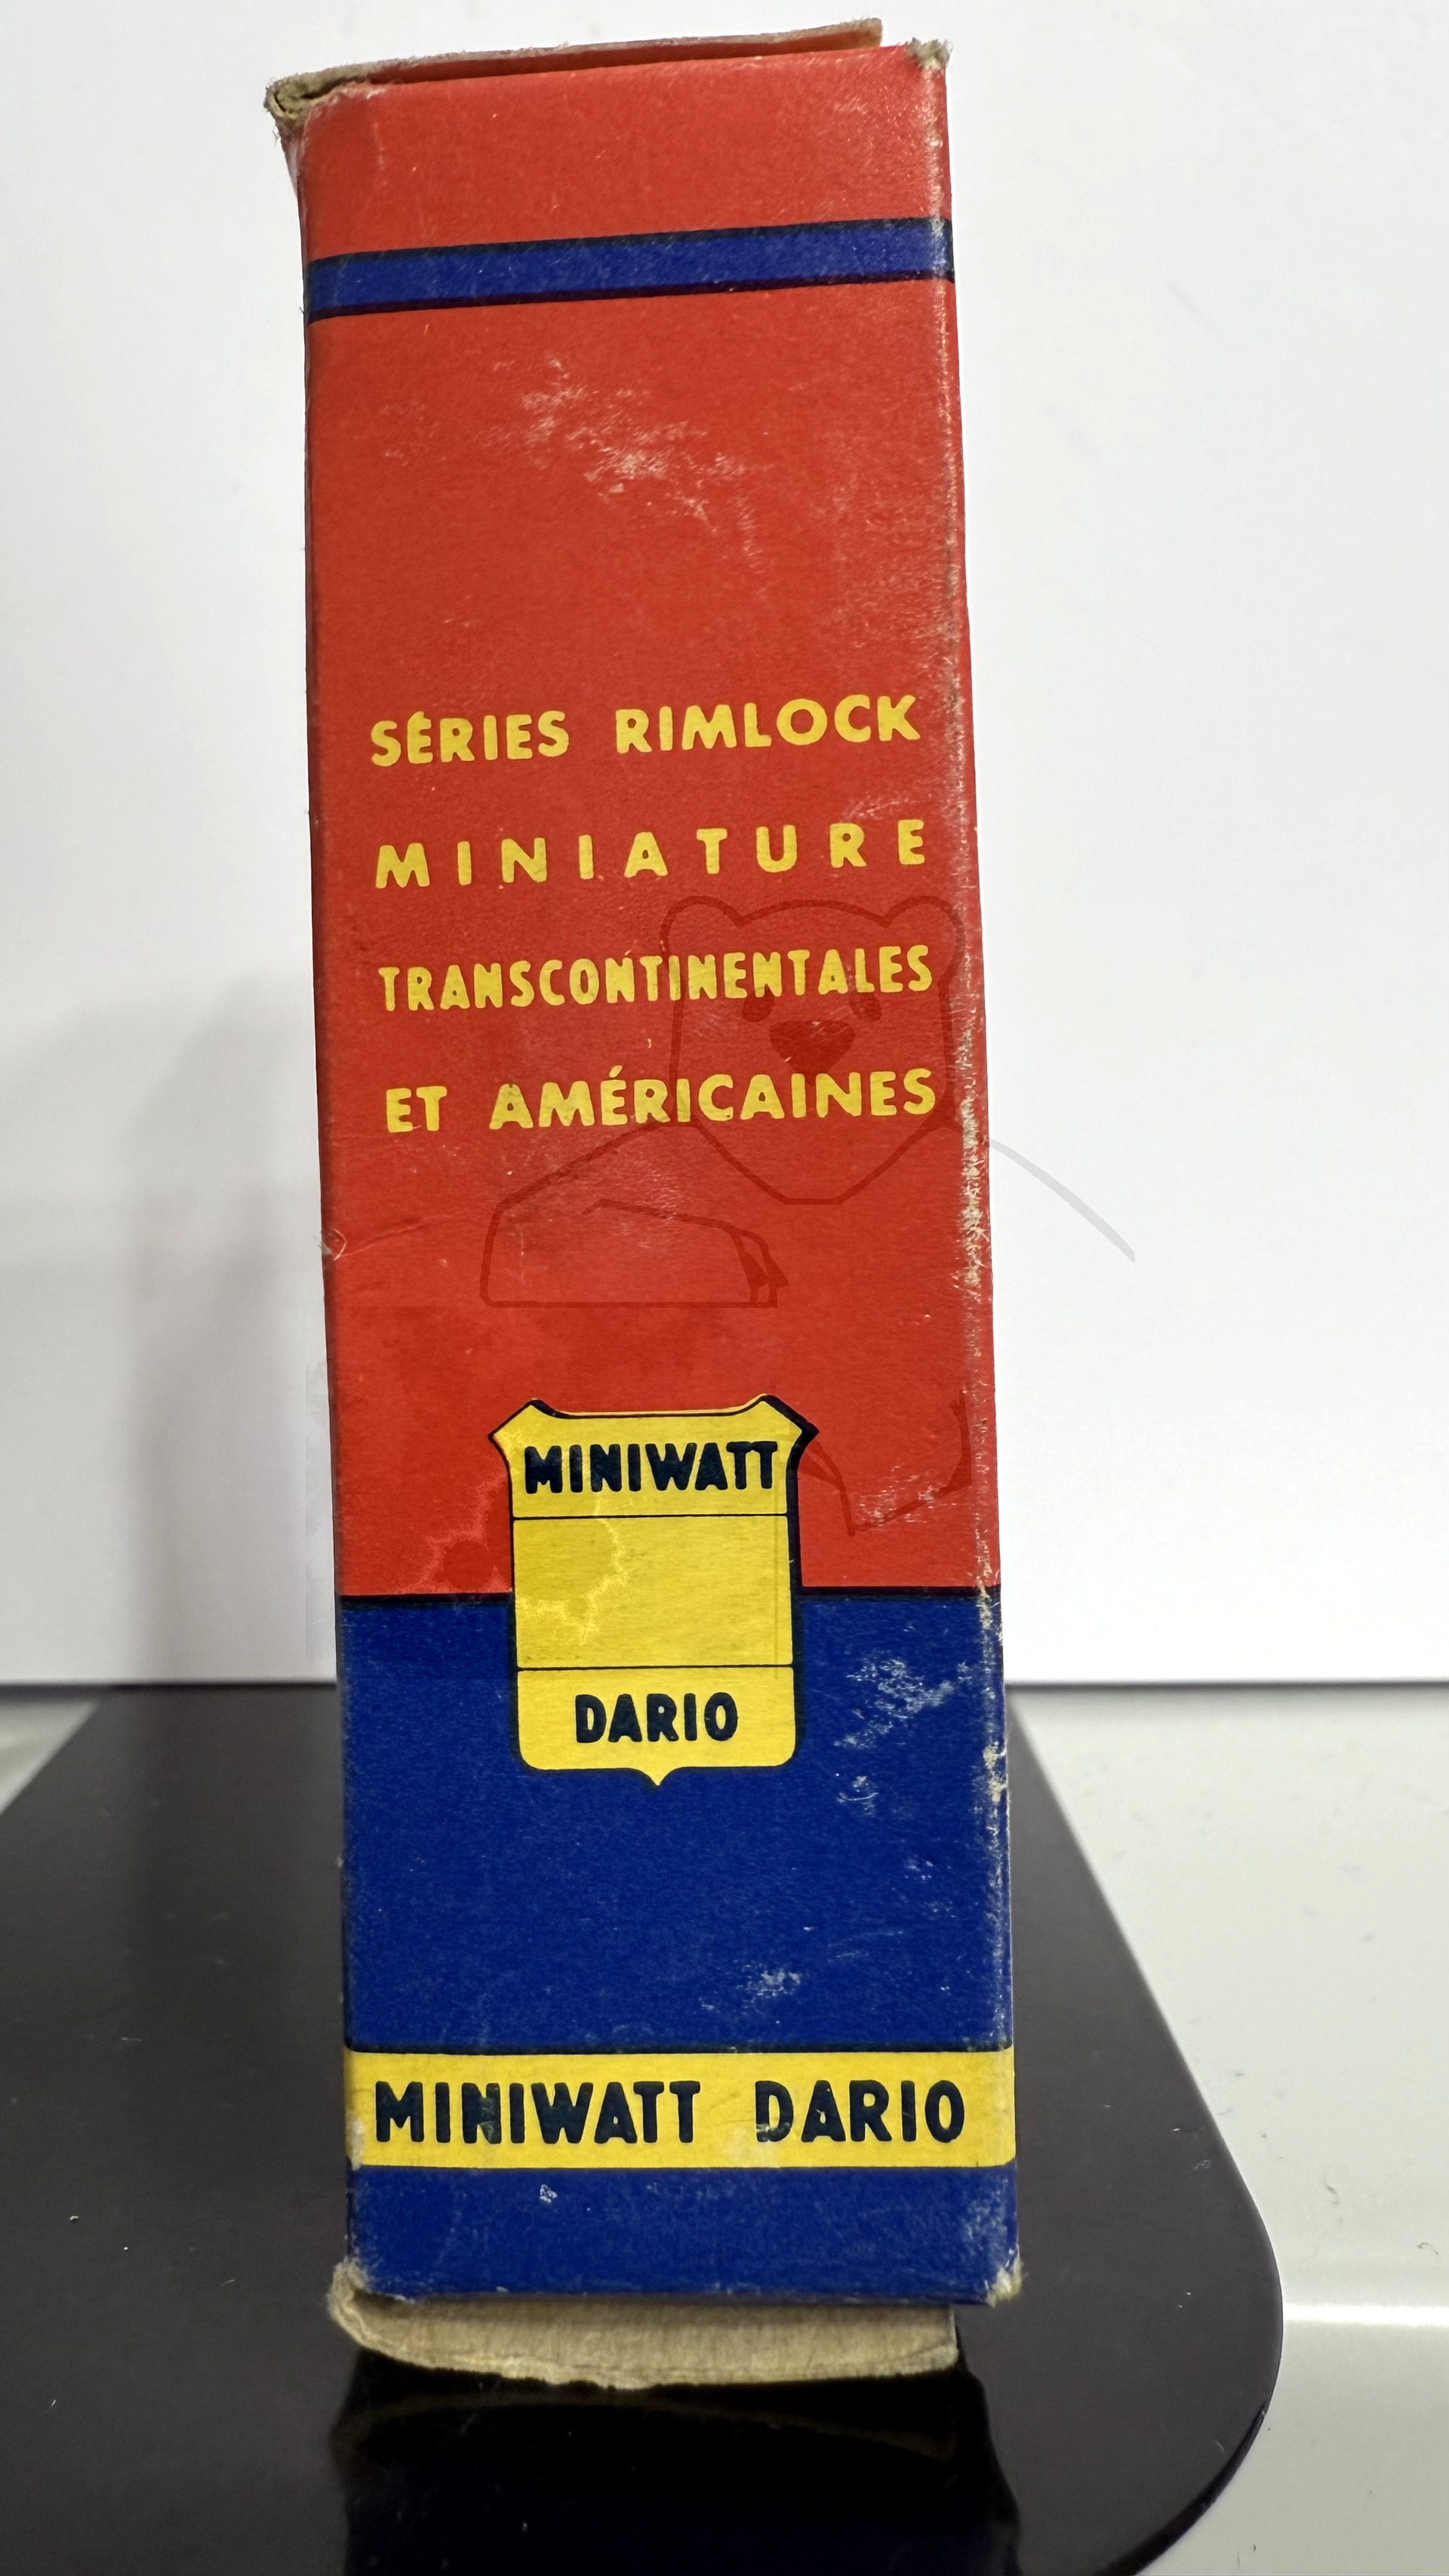 SÉRIES RIMLOCK
MINIATURE
TRANSCONTINENTALES
ET AMÉRICAINES
MINIWATT
DARIO
MINIWATT DARIO